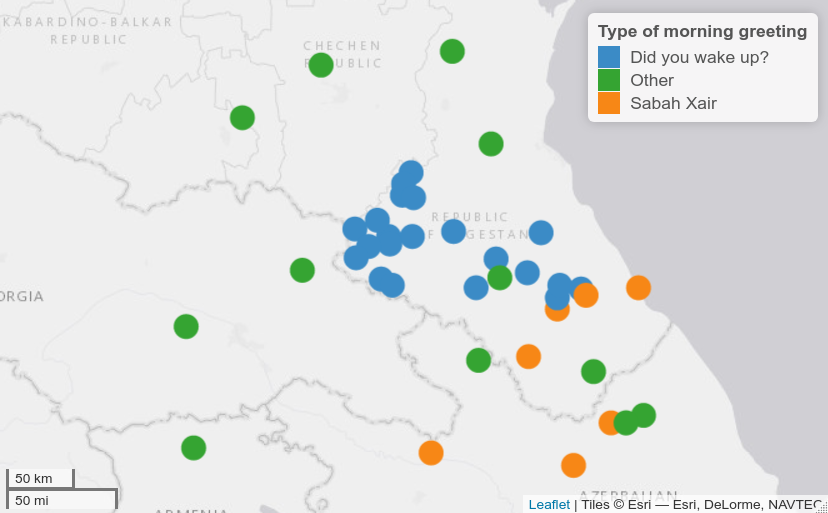 KABARDINO-BALKAR
REPUBLIC
CHECHEN
REPUBLIC
Type of morning greeting
Did you wake up?
Other
Sabah Xair
REPUBLIC
OF DAGESTAN
ORGIA
50 km
50 mi
ARMENIA
AZERBAIJAN
Leaflet | Tiles © Esri — Esri, DeLorme, NAVTEC